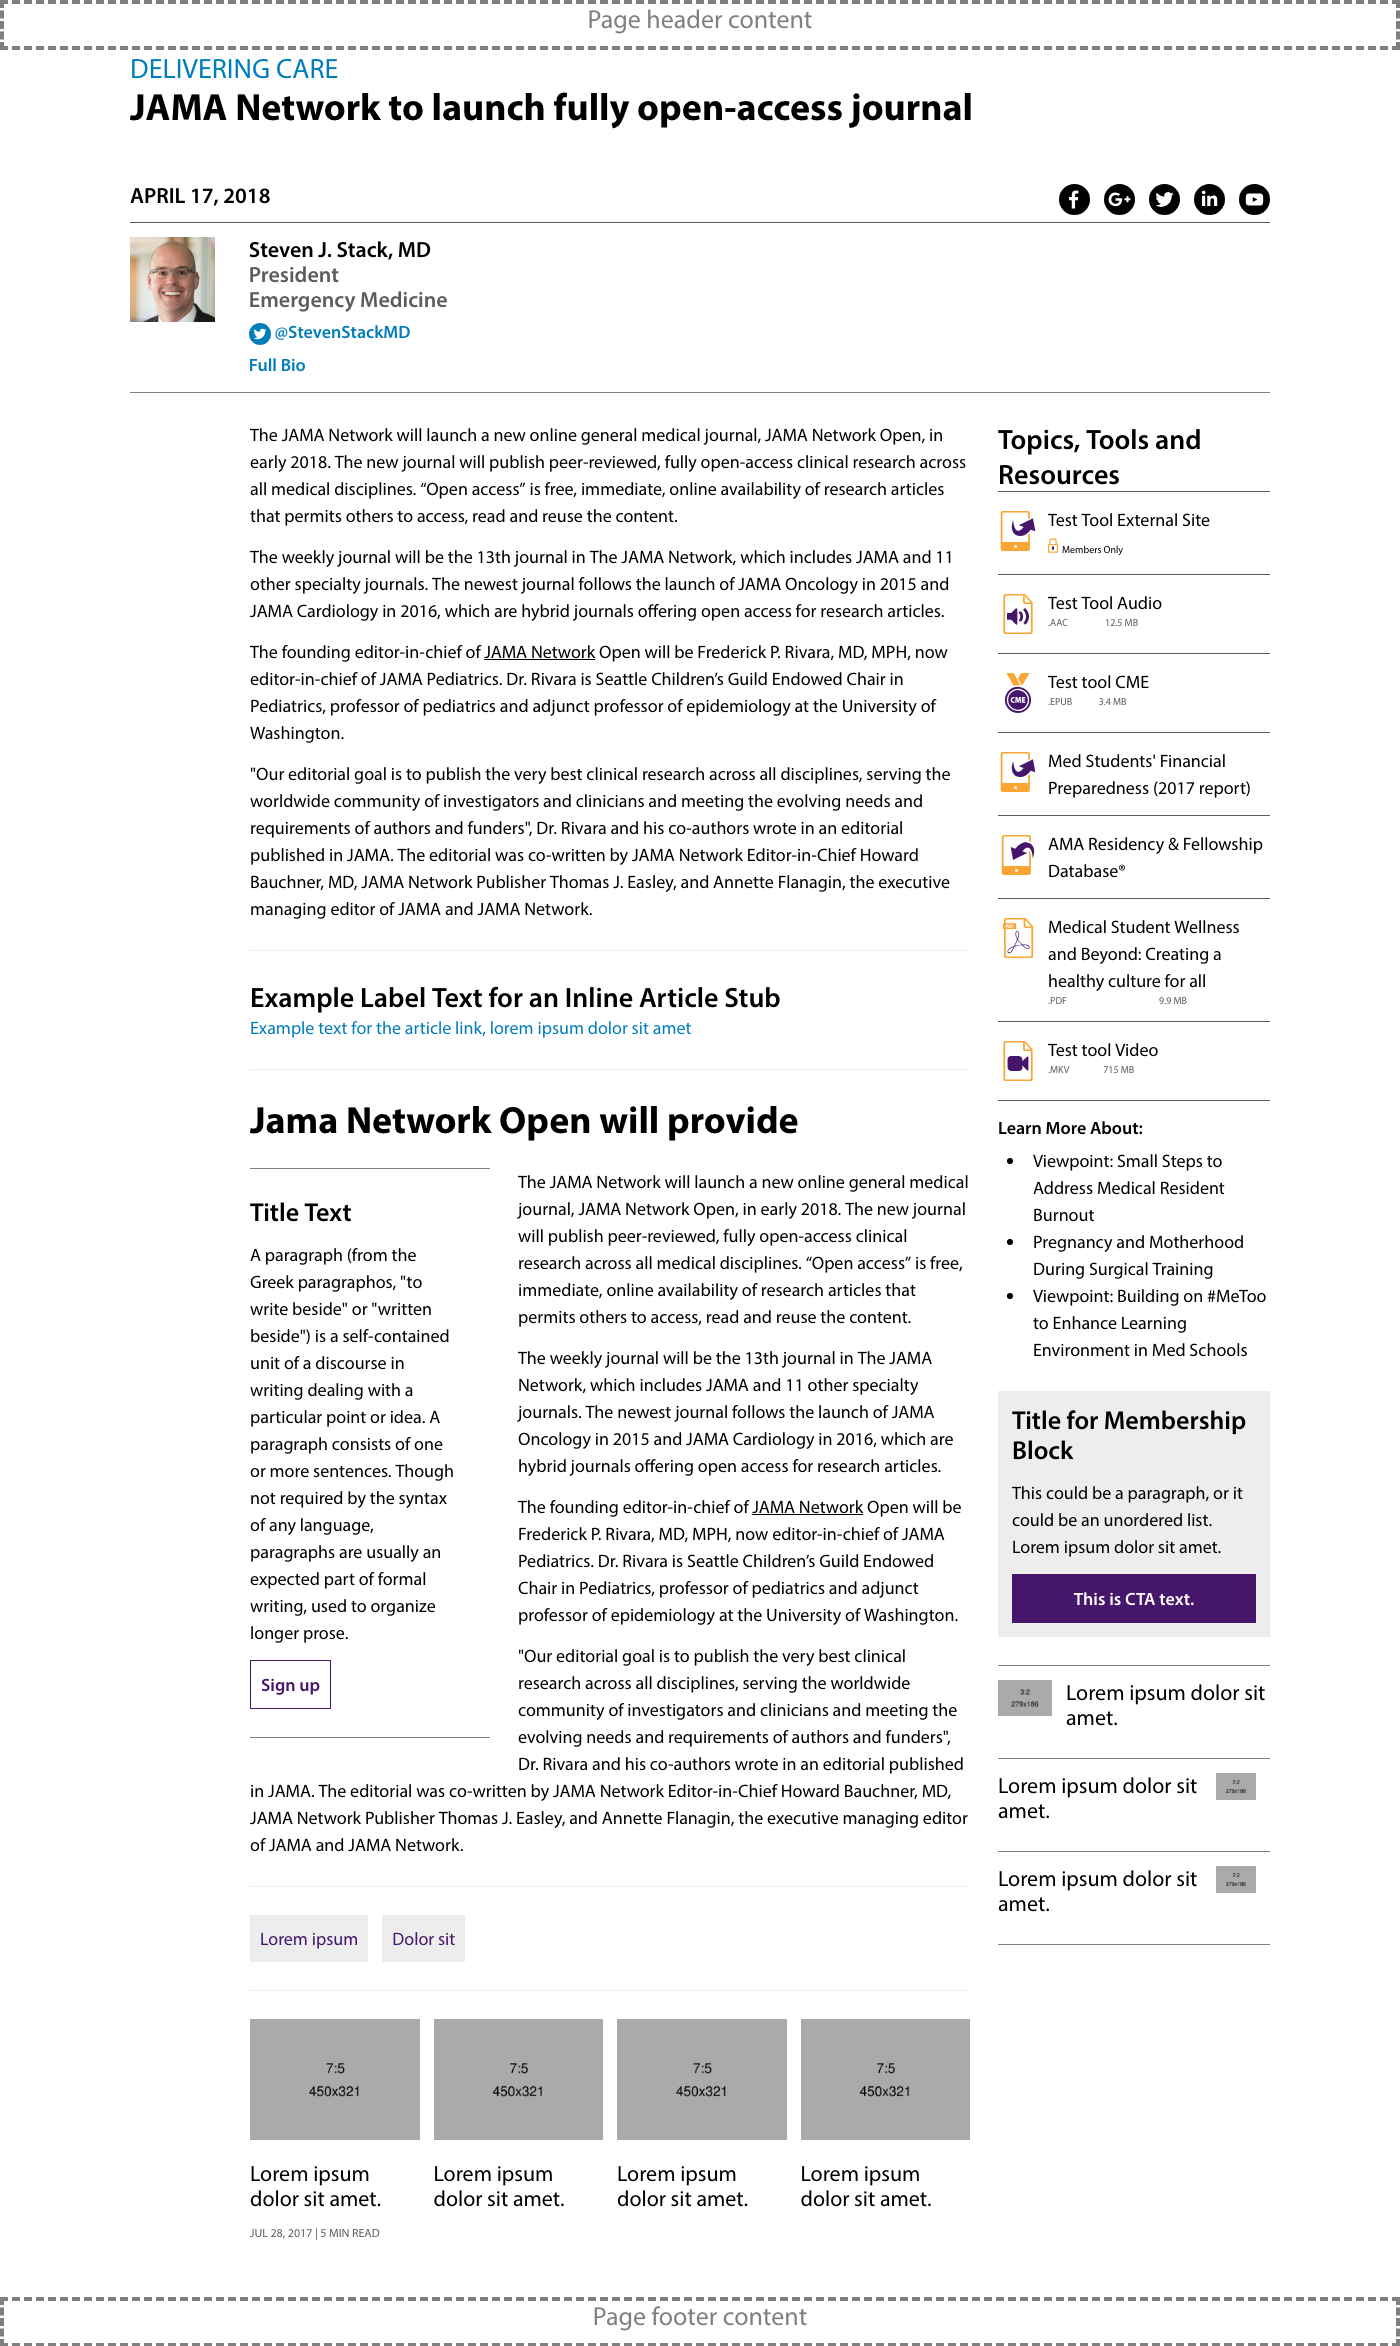 Page header content
DELIVERING CARE
JAMA Network to launch fully open-access journal
APRIL 17, 2018
Steven J. Stack, MD
President
Emergency Medicine
@StevenStackMD
Full Bio
The JAMA Network will launch a new online general medical journal, JAMA Network Open, in
early 2018. The new journal will publish peer-reviewed, fully open-access clinical research across
all medical disciplines. “Open access” is free, immediate, online availability of research articles
that permits others to access, read and reuse the content.
The weekly journal will be the 13th journal in The JAMA Network, which includes JAMA and 11
other specialty journals. The newest journal follows the launch of JAMA Oncology in 2015 and
JAMA Cardiology in 2016, which are hybrid journals offering open access for research articles.
The founding editor-in-chief of JAMA Network Open will be Frederick P. Rivara, MD, MPH, now
editor-in-chief of JAMA Pediatrics. Dr. Rivara is Seattle Children’s Guild Endowed Chair in
Pediatrics, professor of pediatrics and adjunct professor of epidemiology at the University of
Washington.
"Our editorial goal is to publish the very best clinical research across all disciplines, serving the
worldwide community of investigators and clinicians and meeting the evolving needs and
requirements of authors and funders", Dr. Rivara and his co-authors wrote in an editorial
published in JAMA. The editorial was co-written by JAMA Network Editor-in-Chief Howard
Bauchner, MD, JAMA Network Publisher Thomas J. Easley, and Annette Flanagin, the executive
managing editor of JAMA and JAMA Network.
Example Label Text for an Inline Article Stub
Example text for the article link, lorem ipsum dolor sit amet
Jama Network Open will provide
Title Text
A paragraph (from the
Greek paragraphos, "to
write beside" or "written
beside") is a self-contained
unit of a discourse in
writing dealing with a
particular point or idea. A
paragraph consists of one
or more sentences. Though
not required by the syntax
of any language,
paragraphs are usually an
expected part of formal
writing, used to organize
longer prose.
Sign up
The JAMA Network will launch a new online general medical
journal, JAMA Network Open, in early 2018. The new journal
will publish peer-reviewed, fully open-access clinical
research across all medical disciplines. “Open access” is free,
immediate, online availability of research articles that
permits others to access, read and reuse the content.
The weekly journal will be the 13th journal in The JAMA
Network, which includes JAMA and 11 other specialty
journals. The newest journal follows the launch of JAMA
Oncology in 2015 and JAMA Cardiology in 2016, which are
hybrid journals offering open access for research articles.
The founding editor-in-chief of JAMA Network Open will be
Frederick P. Rivara, MD, MPH, now editor-in-chief of JAMA
Pediatrics. Dr. Rivara is Seattle Children’s Guild Endowed
Chair in Pediatrics, professor of pediatrics and adjunct
professor of epidemiology at the University of Washington.
"Our editorial goal is to publish the very best clinical
research across all disciplines, serving the worldwide
community of investigators and clinicians and meeting the
evolving needs and requirements of authors and funders",
Dr. Rivara and his co-authors wrote in an editorial published
in JAMA. The editorial was co-written by JAMA Network Editor-in-Chief Howard Bauchner, MD,
JAMA Network Publisher Thomas J. Easley, and Annette Flanagin, the executive managing editor
of JAMA and JAMA Network.
Lorem ipsum Dolor sit
7:5 7:5 7:5 7:5
450x321 450x321 450x321 450x321
Lorem ipsum Lorem ipsum Lorem ipsum Lorem ipsum
dolor sit amet. dolor sit amet. dolor sit amet. dolor sit amet.
JUL 28, 2017 | 5 MIN READ
Topics, Tools and
Resources
Test Tool External Site
Members Only
Test Tool Audio
.AAC 12.5 MB
CME
Test tool CME
.EPUB 3.4 MB
Med Students' Financial
Preparedness (2017 report)
AMA Residency & Fellowship
Database®
PDF
Medical Student Wellness
and Beyond: Creating a
healthy culture for all
.PDF 9.9 MB
Test tool Video
.MKV 715 MB
Learn More About:
Viewpoint: Small Steps to
Address Medical Resident
Burnout
Pregnancy and Motherhood
During Surgical Training
Viewpoint: Building on #MeToo
to Enhance Learning
Environment in Med Schools
Title for Membership
Block
This could be a paragraph, or it
could be an unordered list.
Lorem ipsum dolor sit amet.
This is CTA text.
3:2
279x186
Lorem ipsum dolor sit
amet.
Lorem ipsum dolor sit
amet.
3:2
279x186
Lorem ipsum dolor sit
amet.
3:2
279x186
Page footer content